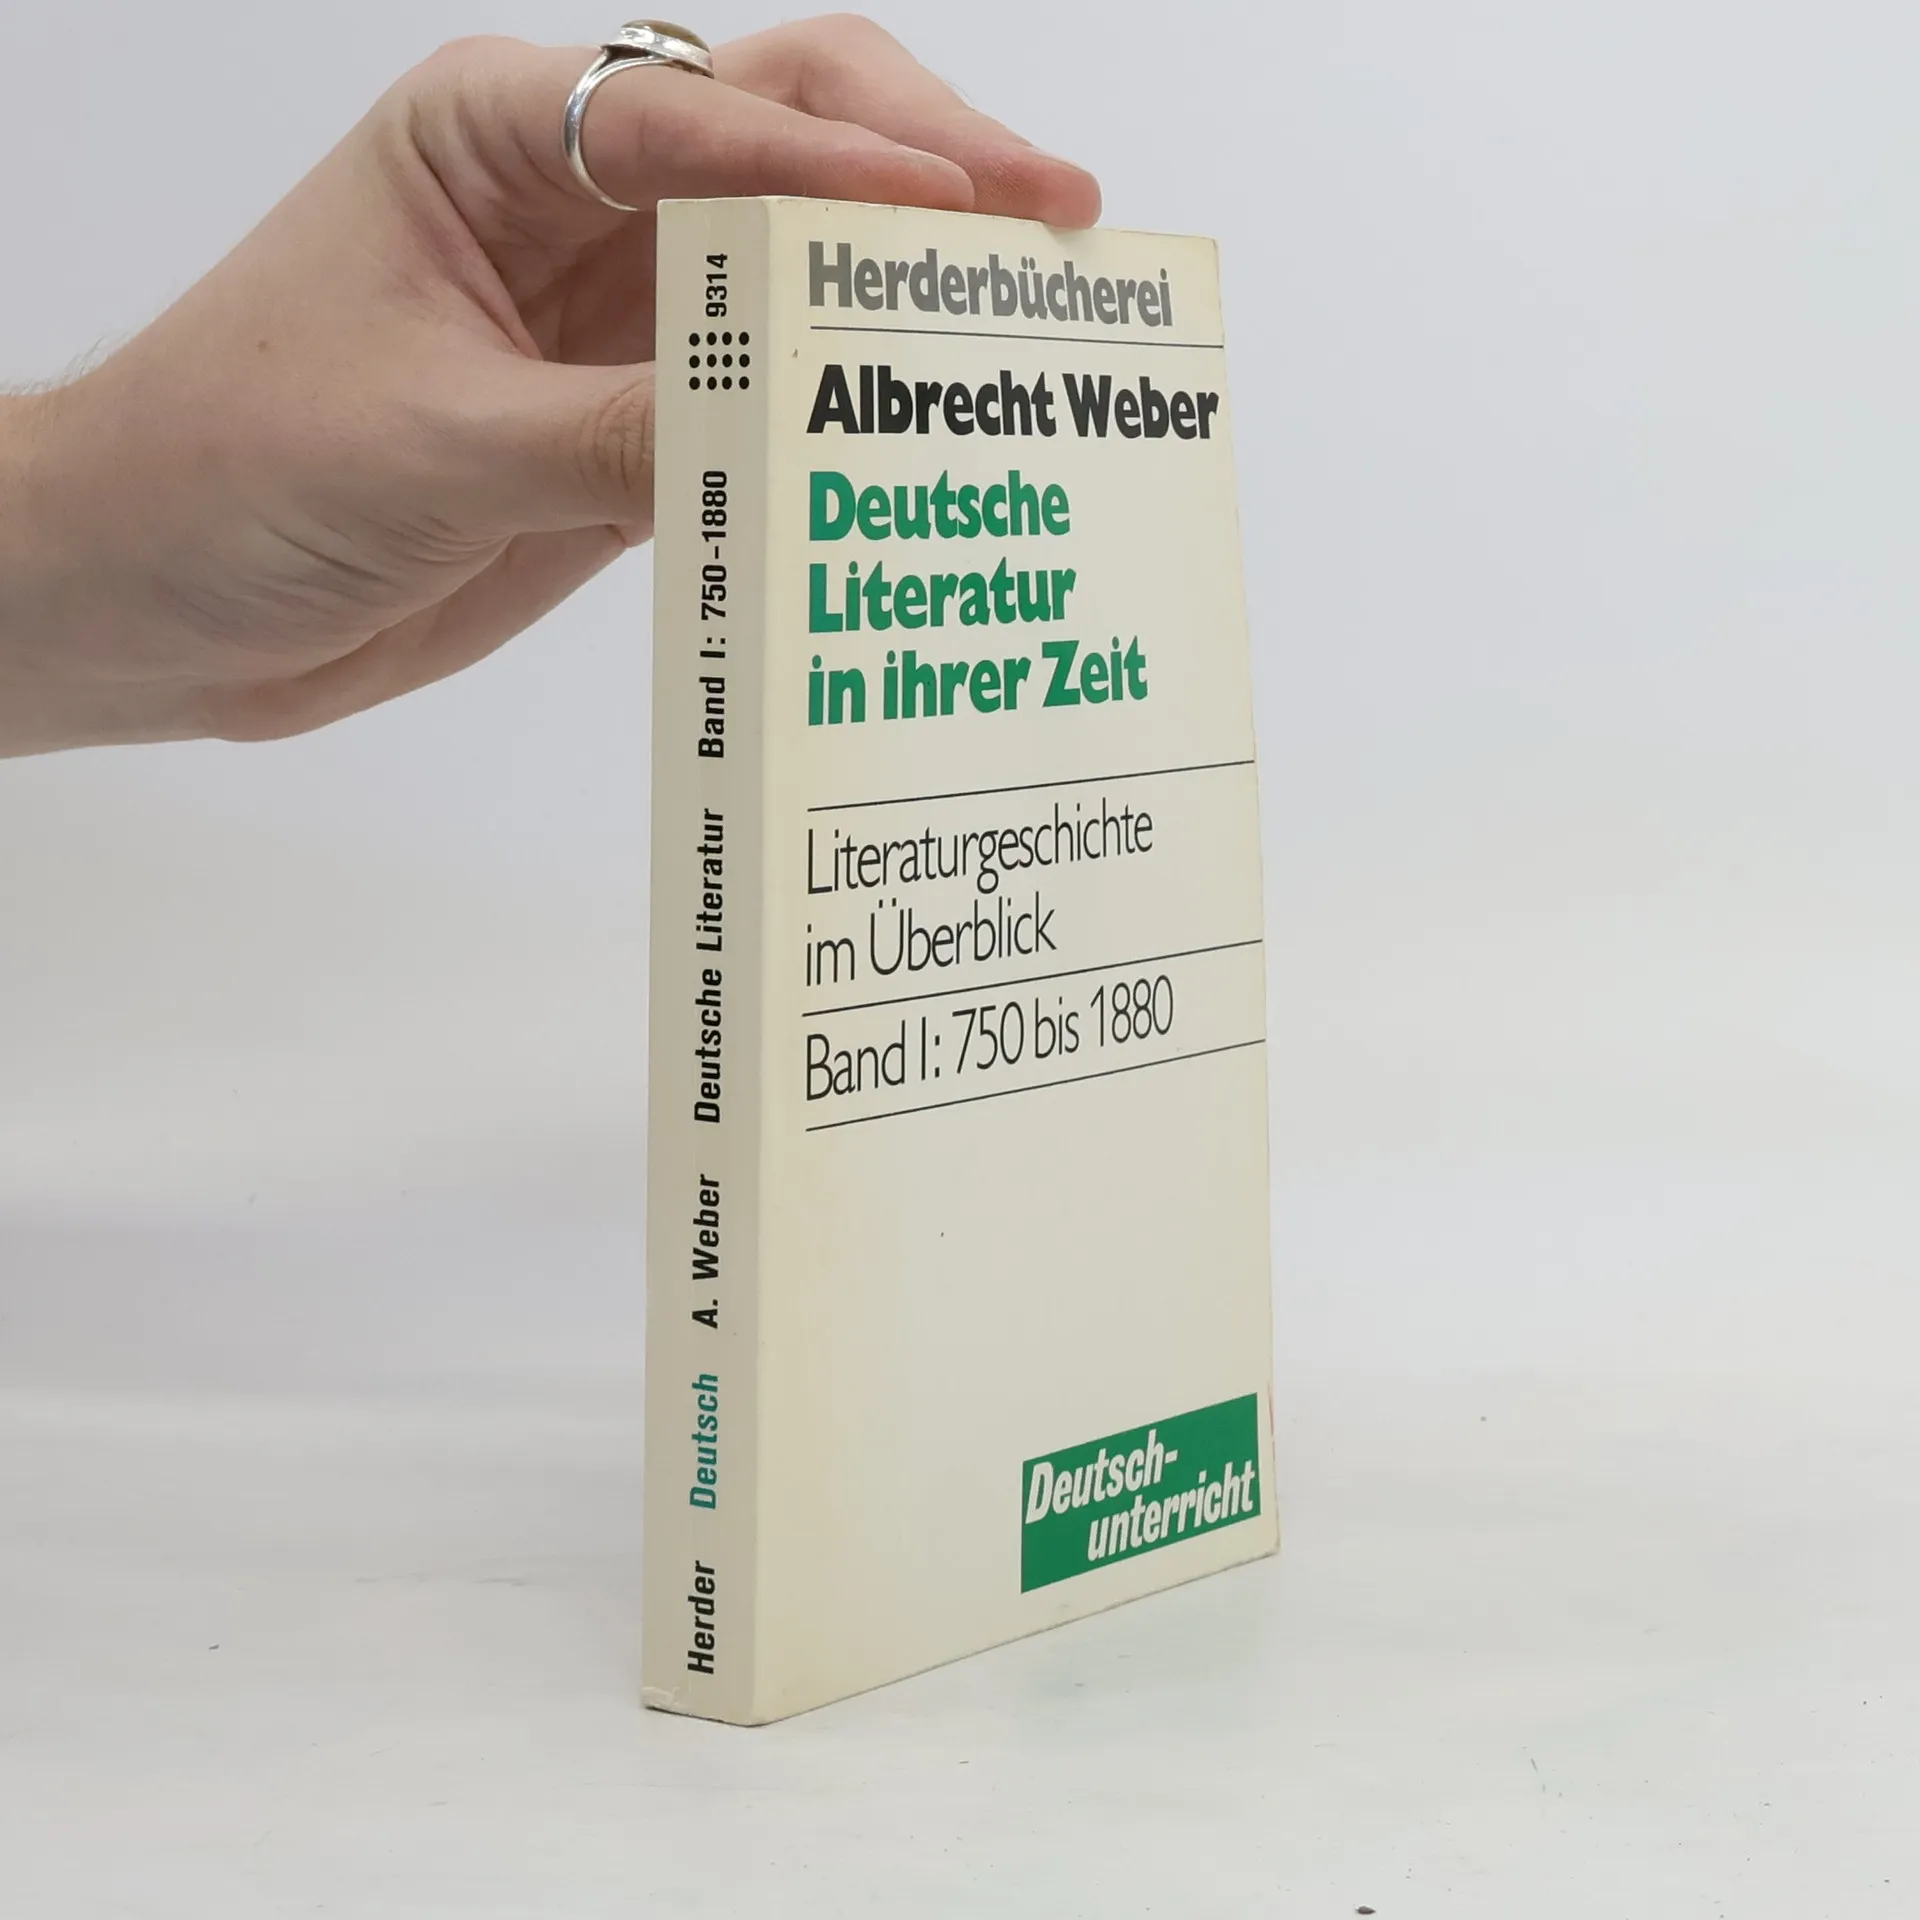 Herder Deutsch A. Weber Deutsche Literatur Band I: 750-1880 9314
Herderbücherei
Albrecht Weber
Deutsche
Literatur
in ihrer Zeit
Literaturgeschichte
im Überblick
Band I: 750 bis 1880
Deutsch-
unterricht